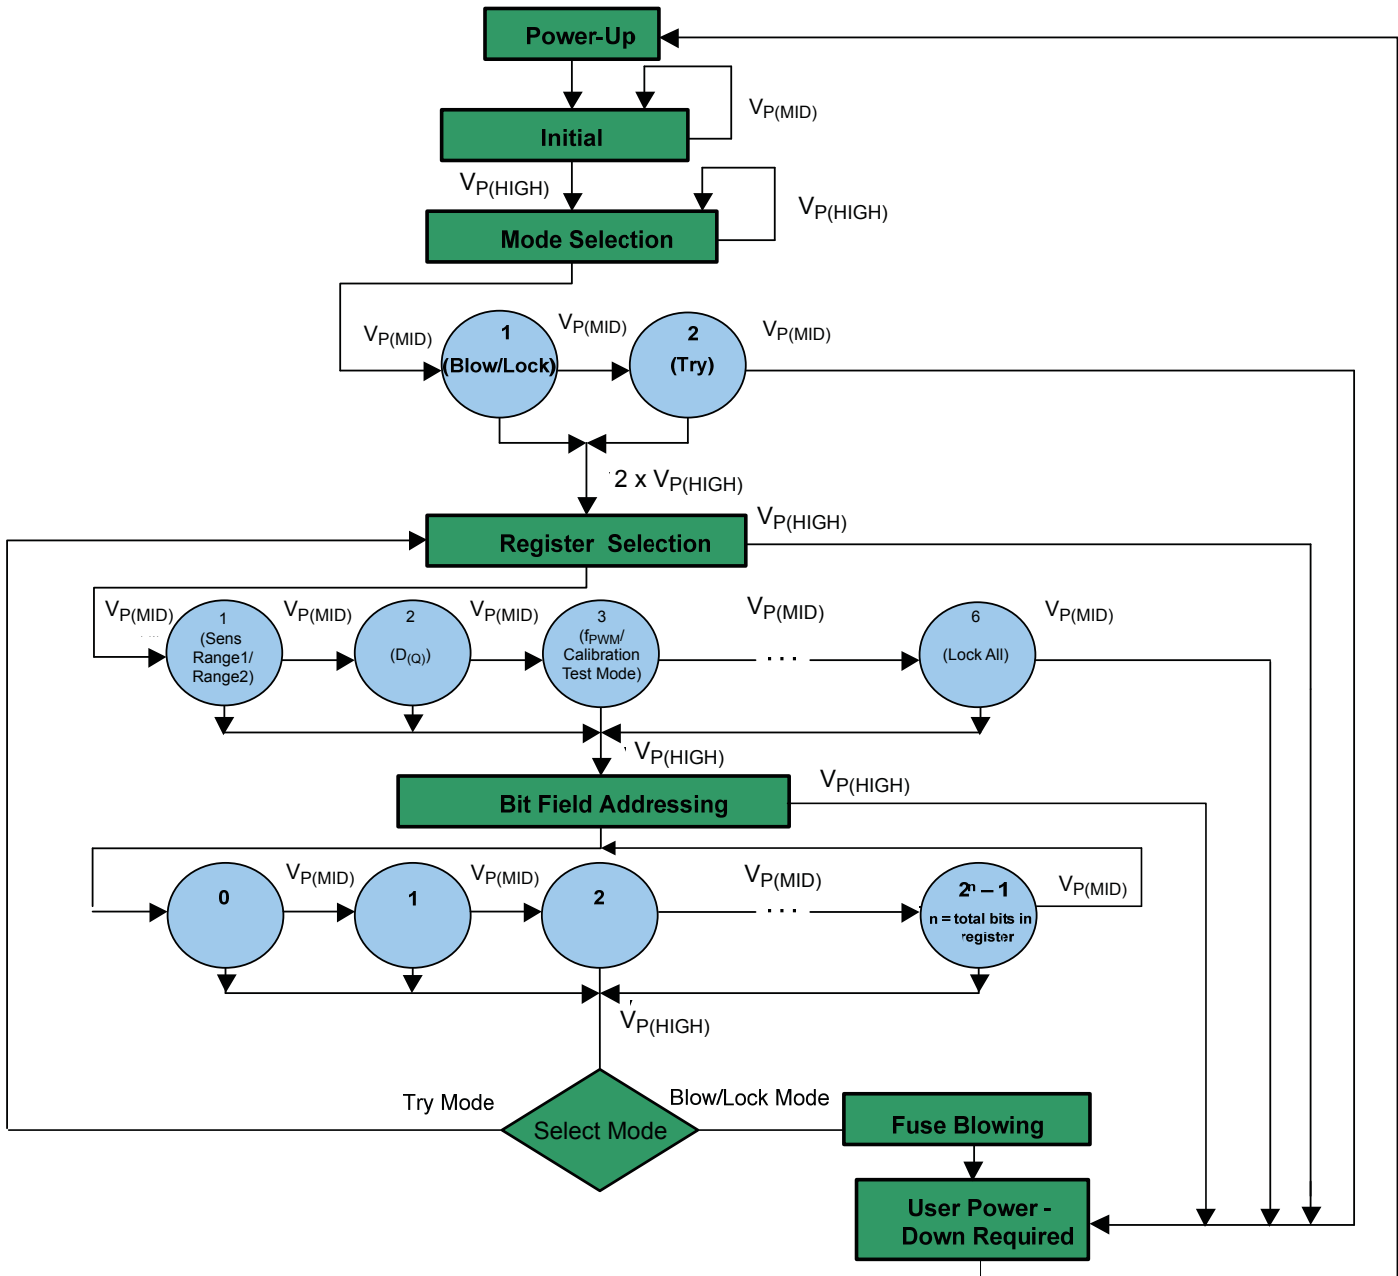 Power-Up
VP(MID)
Initial
VP(HIGH)
VP(HIGH)
Mode Selection
VP(MID)
1
(Blow/Lock)
VP(MID)
2
(Try)
VP(MID)
2 x VP(HIGH)
VP(HIGH)
Register Selection
VP(MID)
1
(Sens
Range1/
Range2)
VP(MID)
2
(D(Q))
VP(MID)
3
(fPWM/
Calibration
Test Mode)
VP(MID)
. . .
6
(Lock All)
VP(MID)
VP(HIGH)
VP(HIGH)
Bit Field Addressing
0
VP(MID)
1
VP(MID)
2
VP(MID)
. . .
2ⁿ – 1
n = total bits in
register
VP(MID)
VP(HIGH)
Try Mode
Select Mode
Blow/Lock Mode
Fuse Blowing
User Power -
Down Required